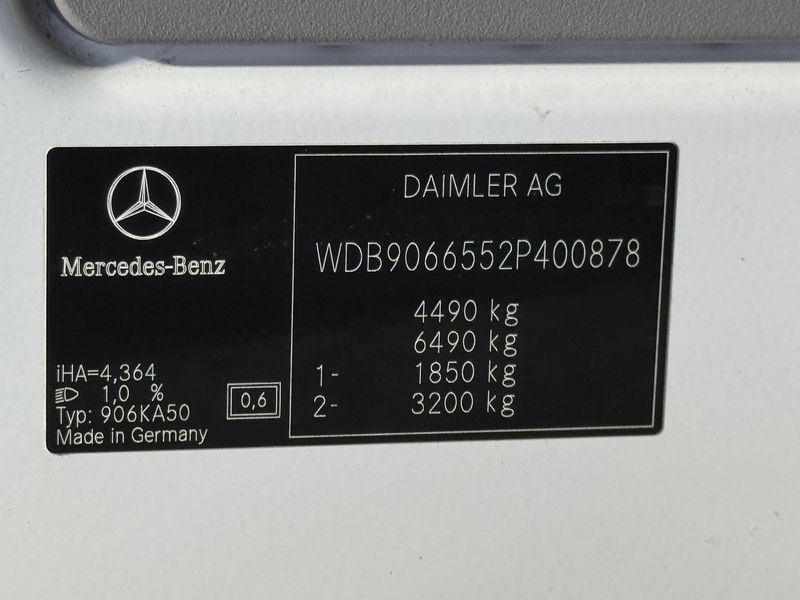 Mercedes-Benz
iHA=4,364
1,0 %
Typ: 906KA50
Made in Germany
0,6
DAIMLER AG
WDB9066552P400878
4490 kg
6490 kg
1- 1850 kg
2- 3200 kg